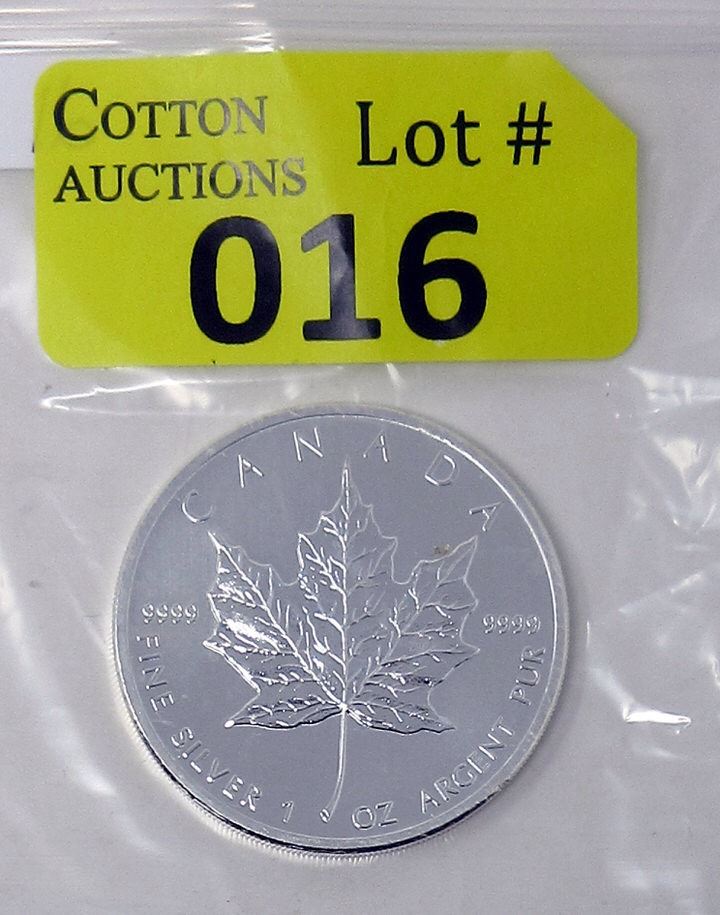 COTTON
AUCTIONS
Lot #
016
CANADA
9999
9999
FINE SILVER 1 OZ ARGENT PUR